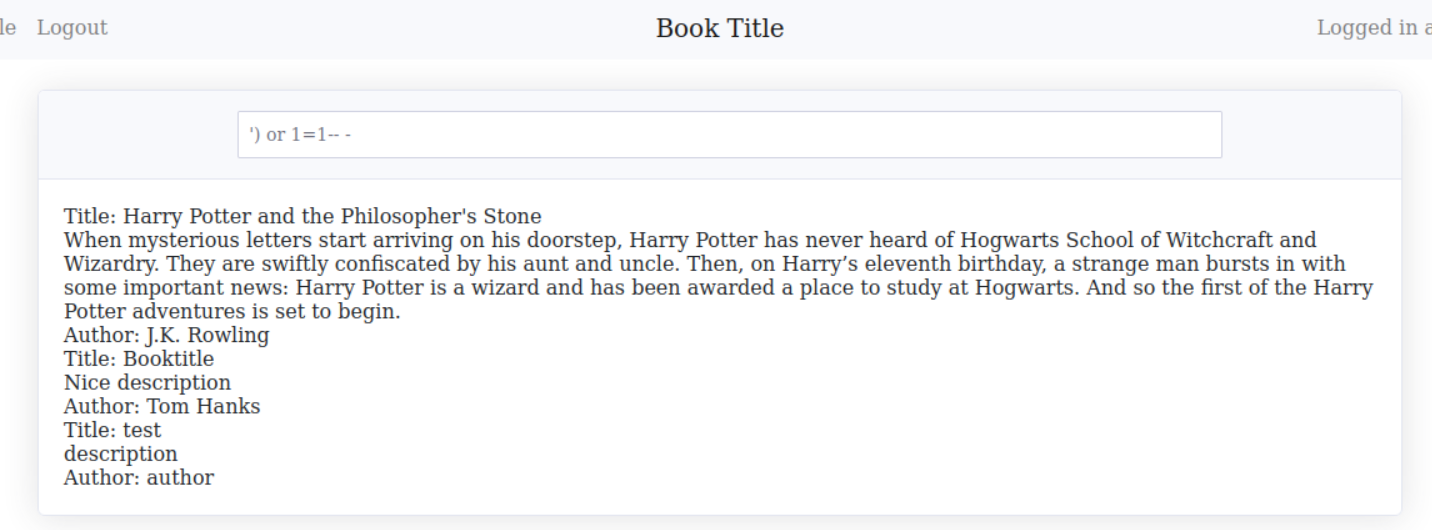 le Logout Book Title Logged in a
') or 1=1-- -
Title: Harry Potter and the Philosopher's Stone
When mysterious letters start arriving on his doorstep, Harry Potter has never heard of Hogwarts School of Witchcraft and
Wizardry. They are swiftly confiscated by his aunt and uncle. Then, on Harry’s eleventh birthday, a strange man bursts in with
some important news: Harry Potter is a wizard and has been awarded a place to study at Hogwarts. And so the first of the Harry
Potter adventures is set to begin.
Author: J.K. Rowling
Title: Booktitle
Nice description
Author: Tom Hanks
Title: test
description
Author: author